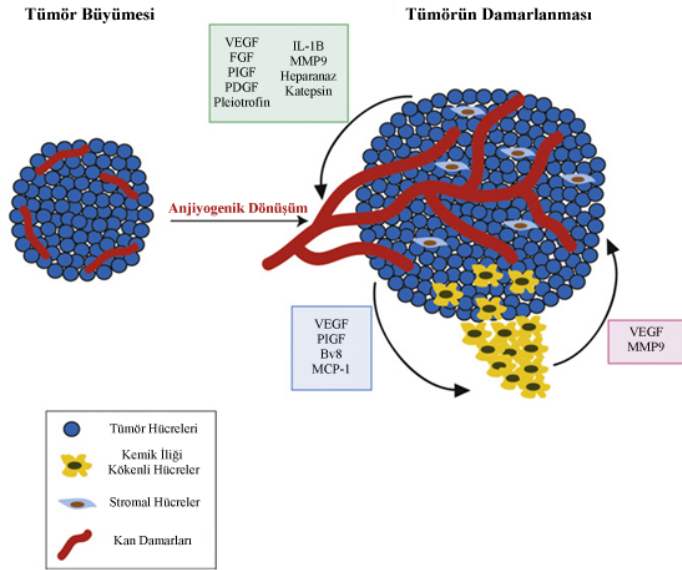 Tümör Büyümesi
Tümörün Damarlanması
VEGF
FGF
PIGF
PDGF
Pleiotrofin
IL-1B
MMP9
Heparanaz
Katepsin
Anjiyogenik Dönüşüm
VEGF
PIGF
Bv8
MCP-1
VEGF
MMP9
Tümör Hücreleri
Kemik İliği
Kökenli Hücreler
Stromal Hücreler
Kan Damarları